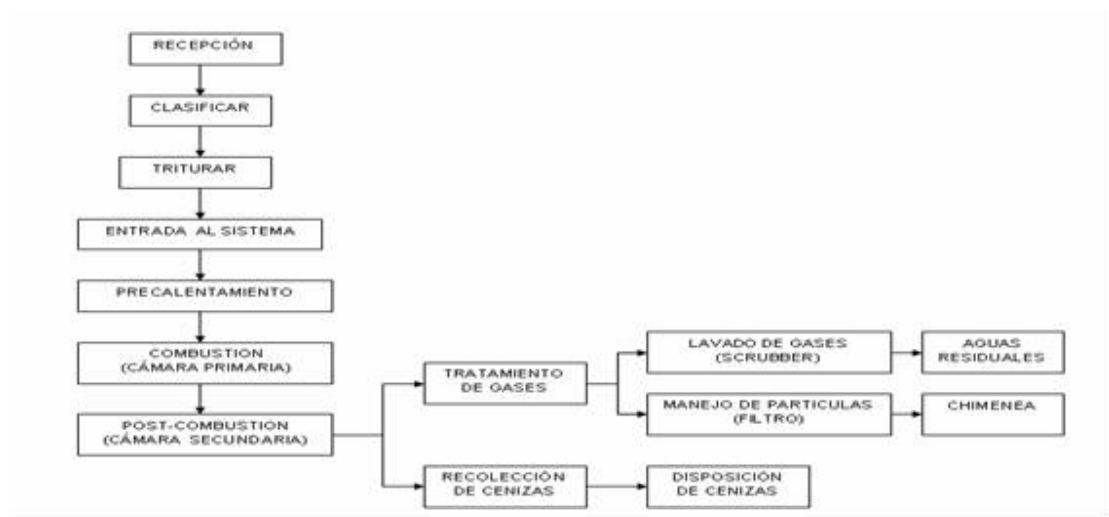 RECEPCIÓN
CLASIFICAR
TRITURAR
ENTRADA AL SISTEMA
PRECALENTAMIENTO
COMBUSTION
(CÁMARA PRIMARIA)
POST-COMBUSTION
(CÁMARA SECUNDARIA)
TRATAMIENTO
DE GASES
LAVADO DE GASES
(SCRUBBER)
AGUAS
RESIDUALES
MANEJO DE PARTICULAS
(FILTRO)
CHIMENEA
RECOLECCIÓN
DE CENIZAS
DISPOSICIÓN
DE CENIZAS